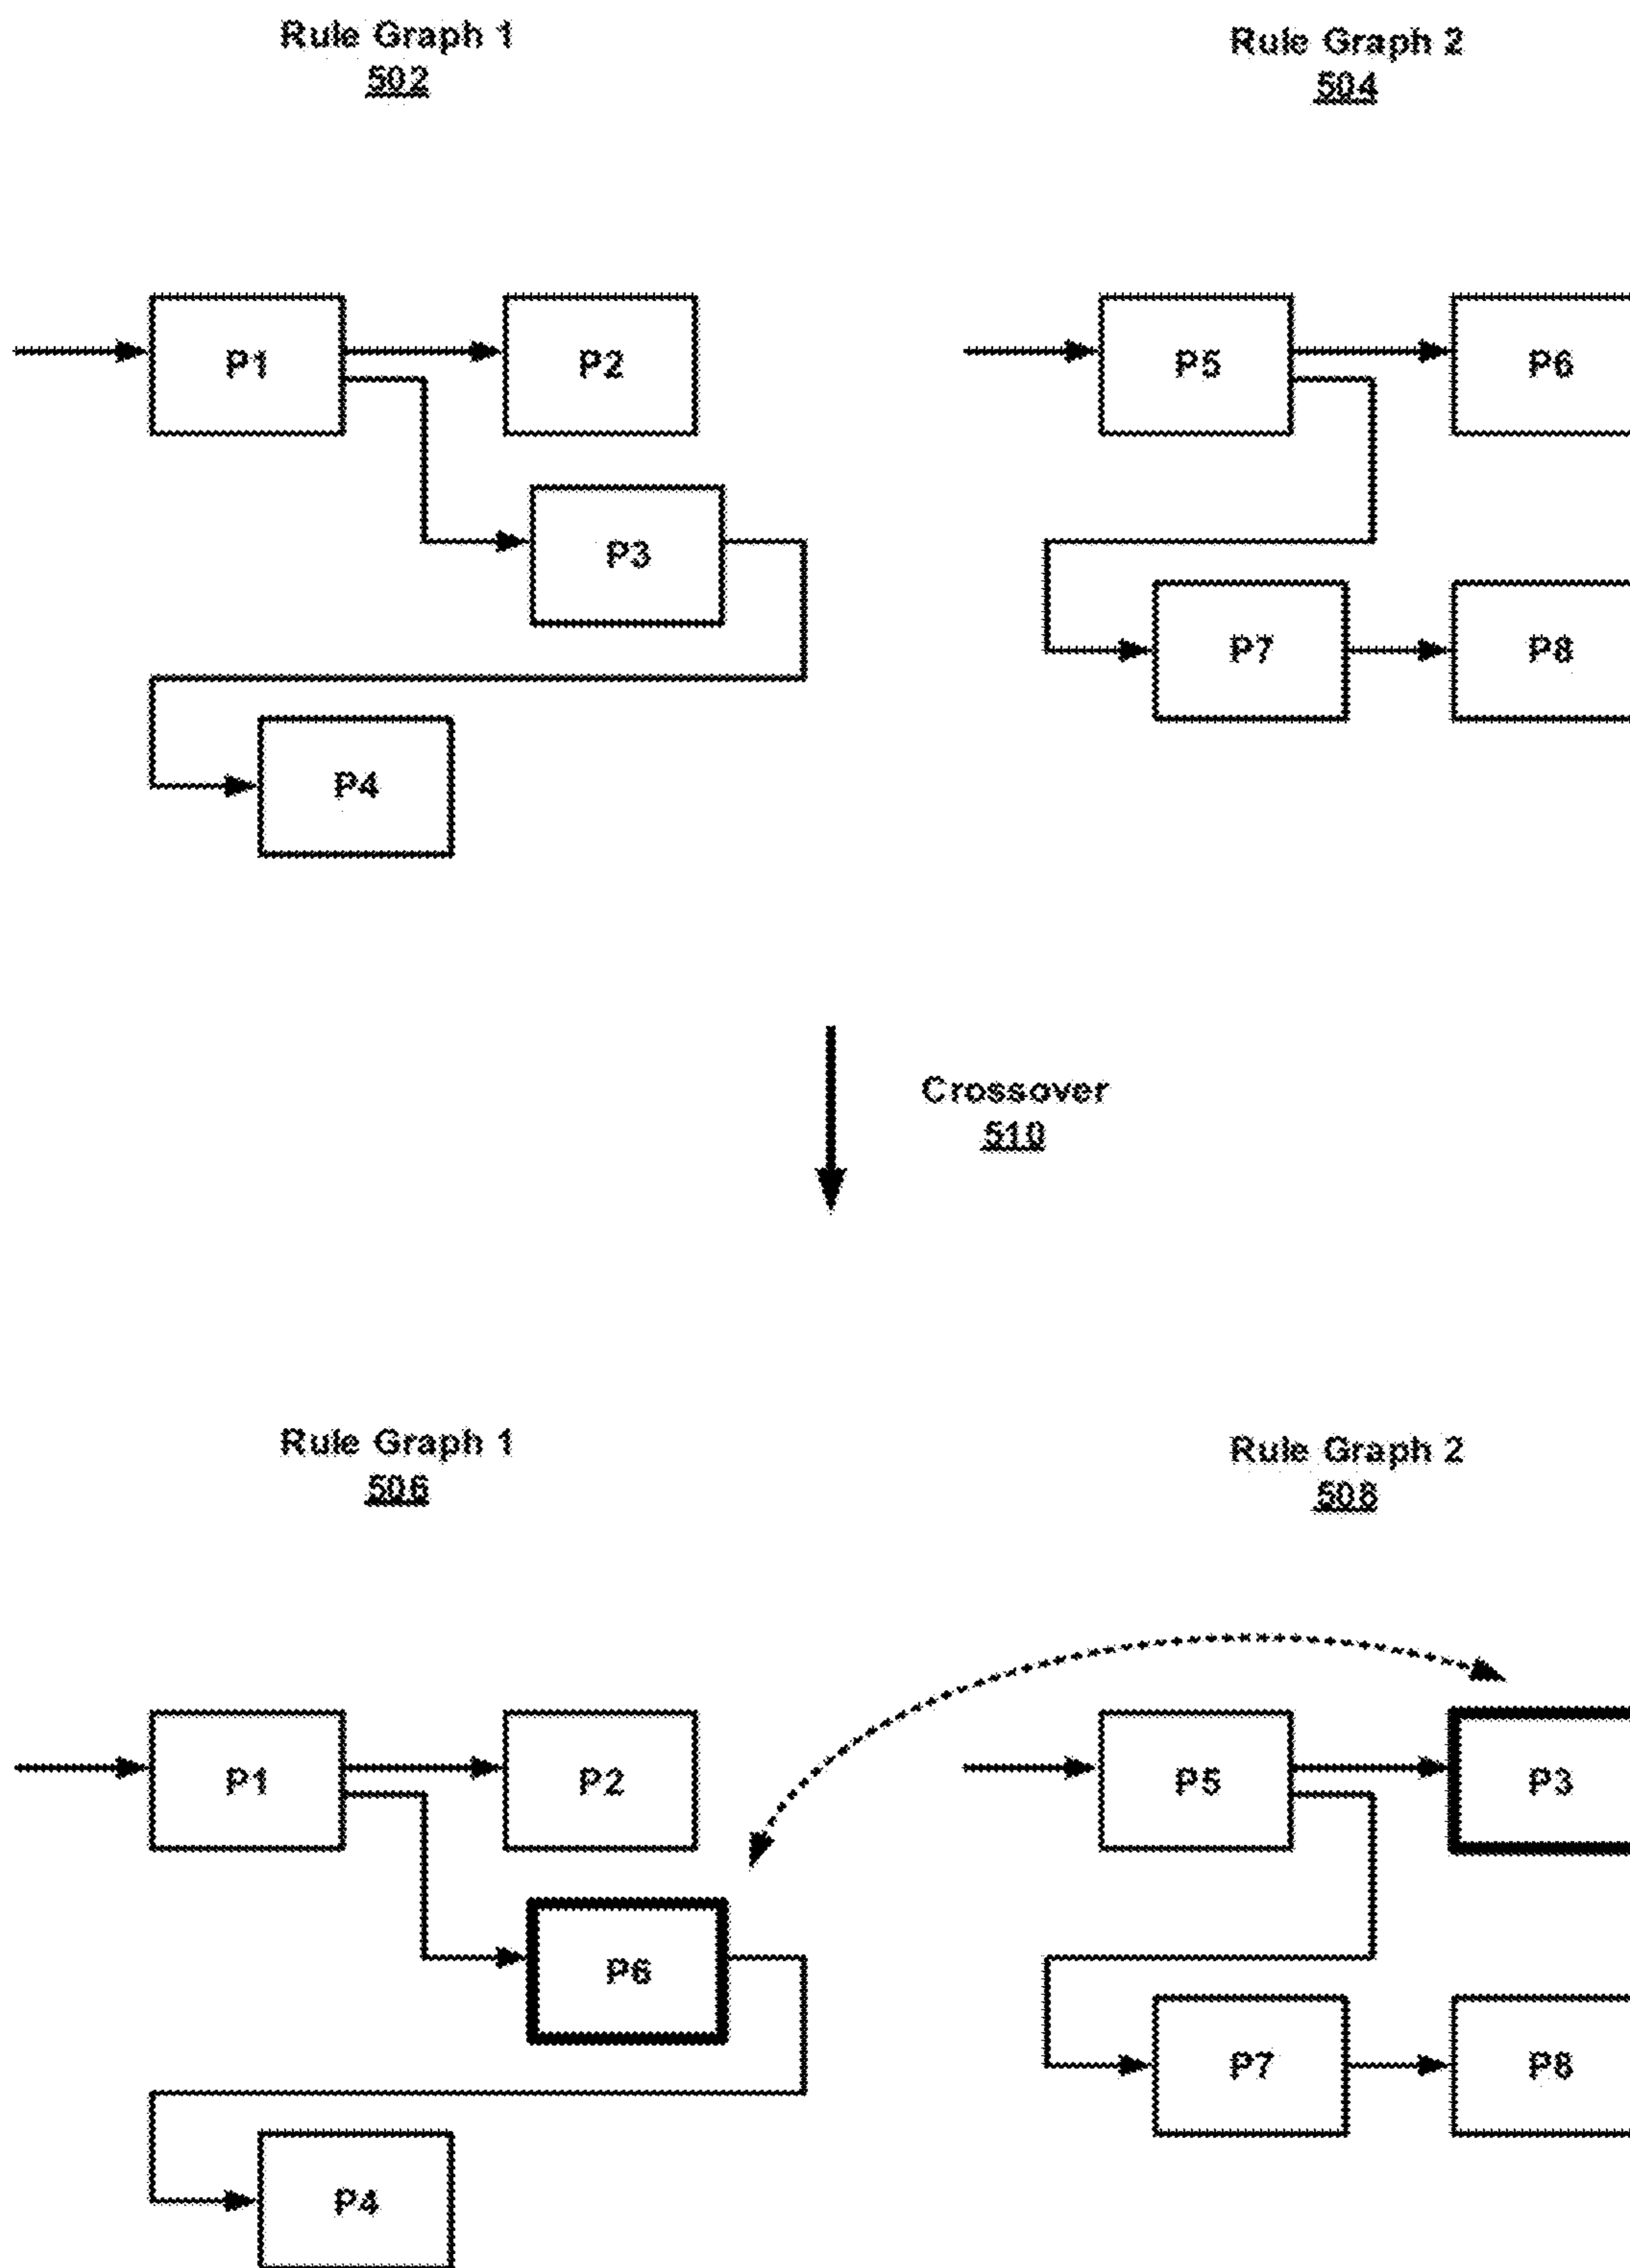 Rule Graph 1
502
Rule Graph 2
504
P1
P2
P5
P6
P3
P7
P8
P4
Crossover
510
Rule Graph 1
506
Rule Graph 2
508
P1
P2
P5
P3
P6
P7
P8
P4